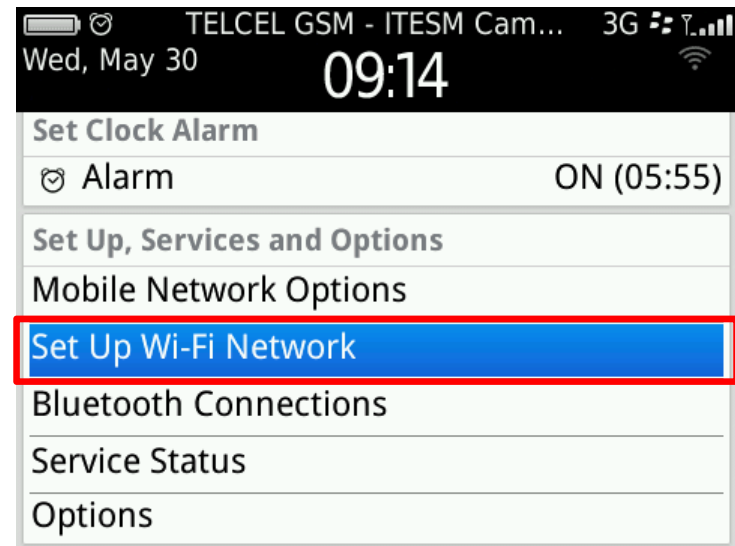 TELCEL GSM - ITESM Cam... 3G
Wed, May 30
09:14
Set Clock Alarm
Alarm ON (05:55)
Set Up, Services and Options
Mobile Network Options
Set Up Wi-Fi Network
Bluetooth Connections
Service Status
Options